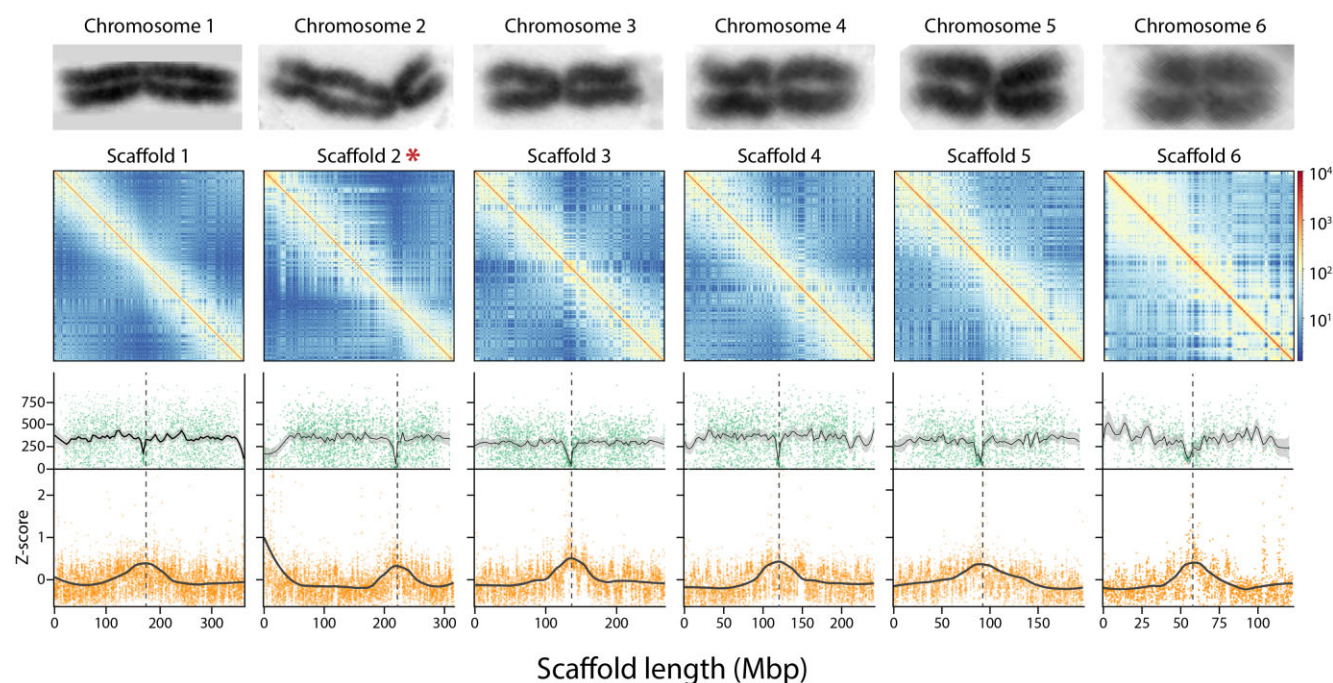 Chromosome 1 Chromosome 2 Chromosome 3 Chromosome 4 Chromosome 5 Chromosome 6
Scaffold 1 Scaffold 2 * Scaffold 3 Scaffold 4 Scaffold 5 Scaffold 6
10⁴
10³
10²
10¹
750
500
250
0
2
1
0
Z-score
0 100 200 300 0 100 200 300 0 100 200 0 50 100 150 200 0 50 100 150 0 25 50 75 100
Scaffold length (Mbp)